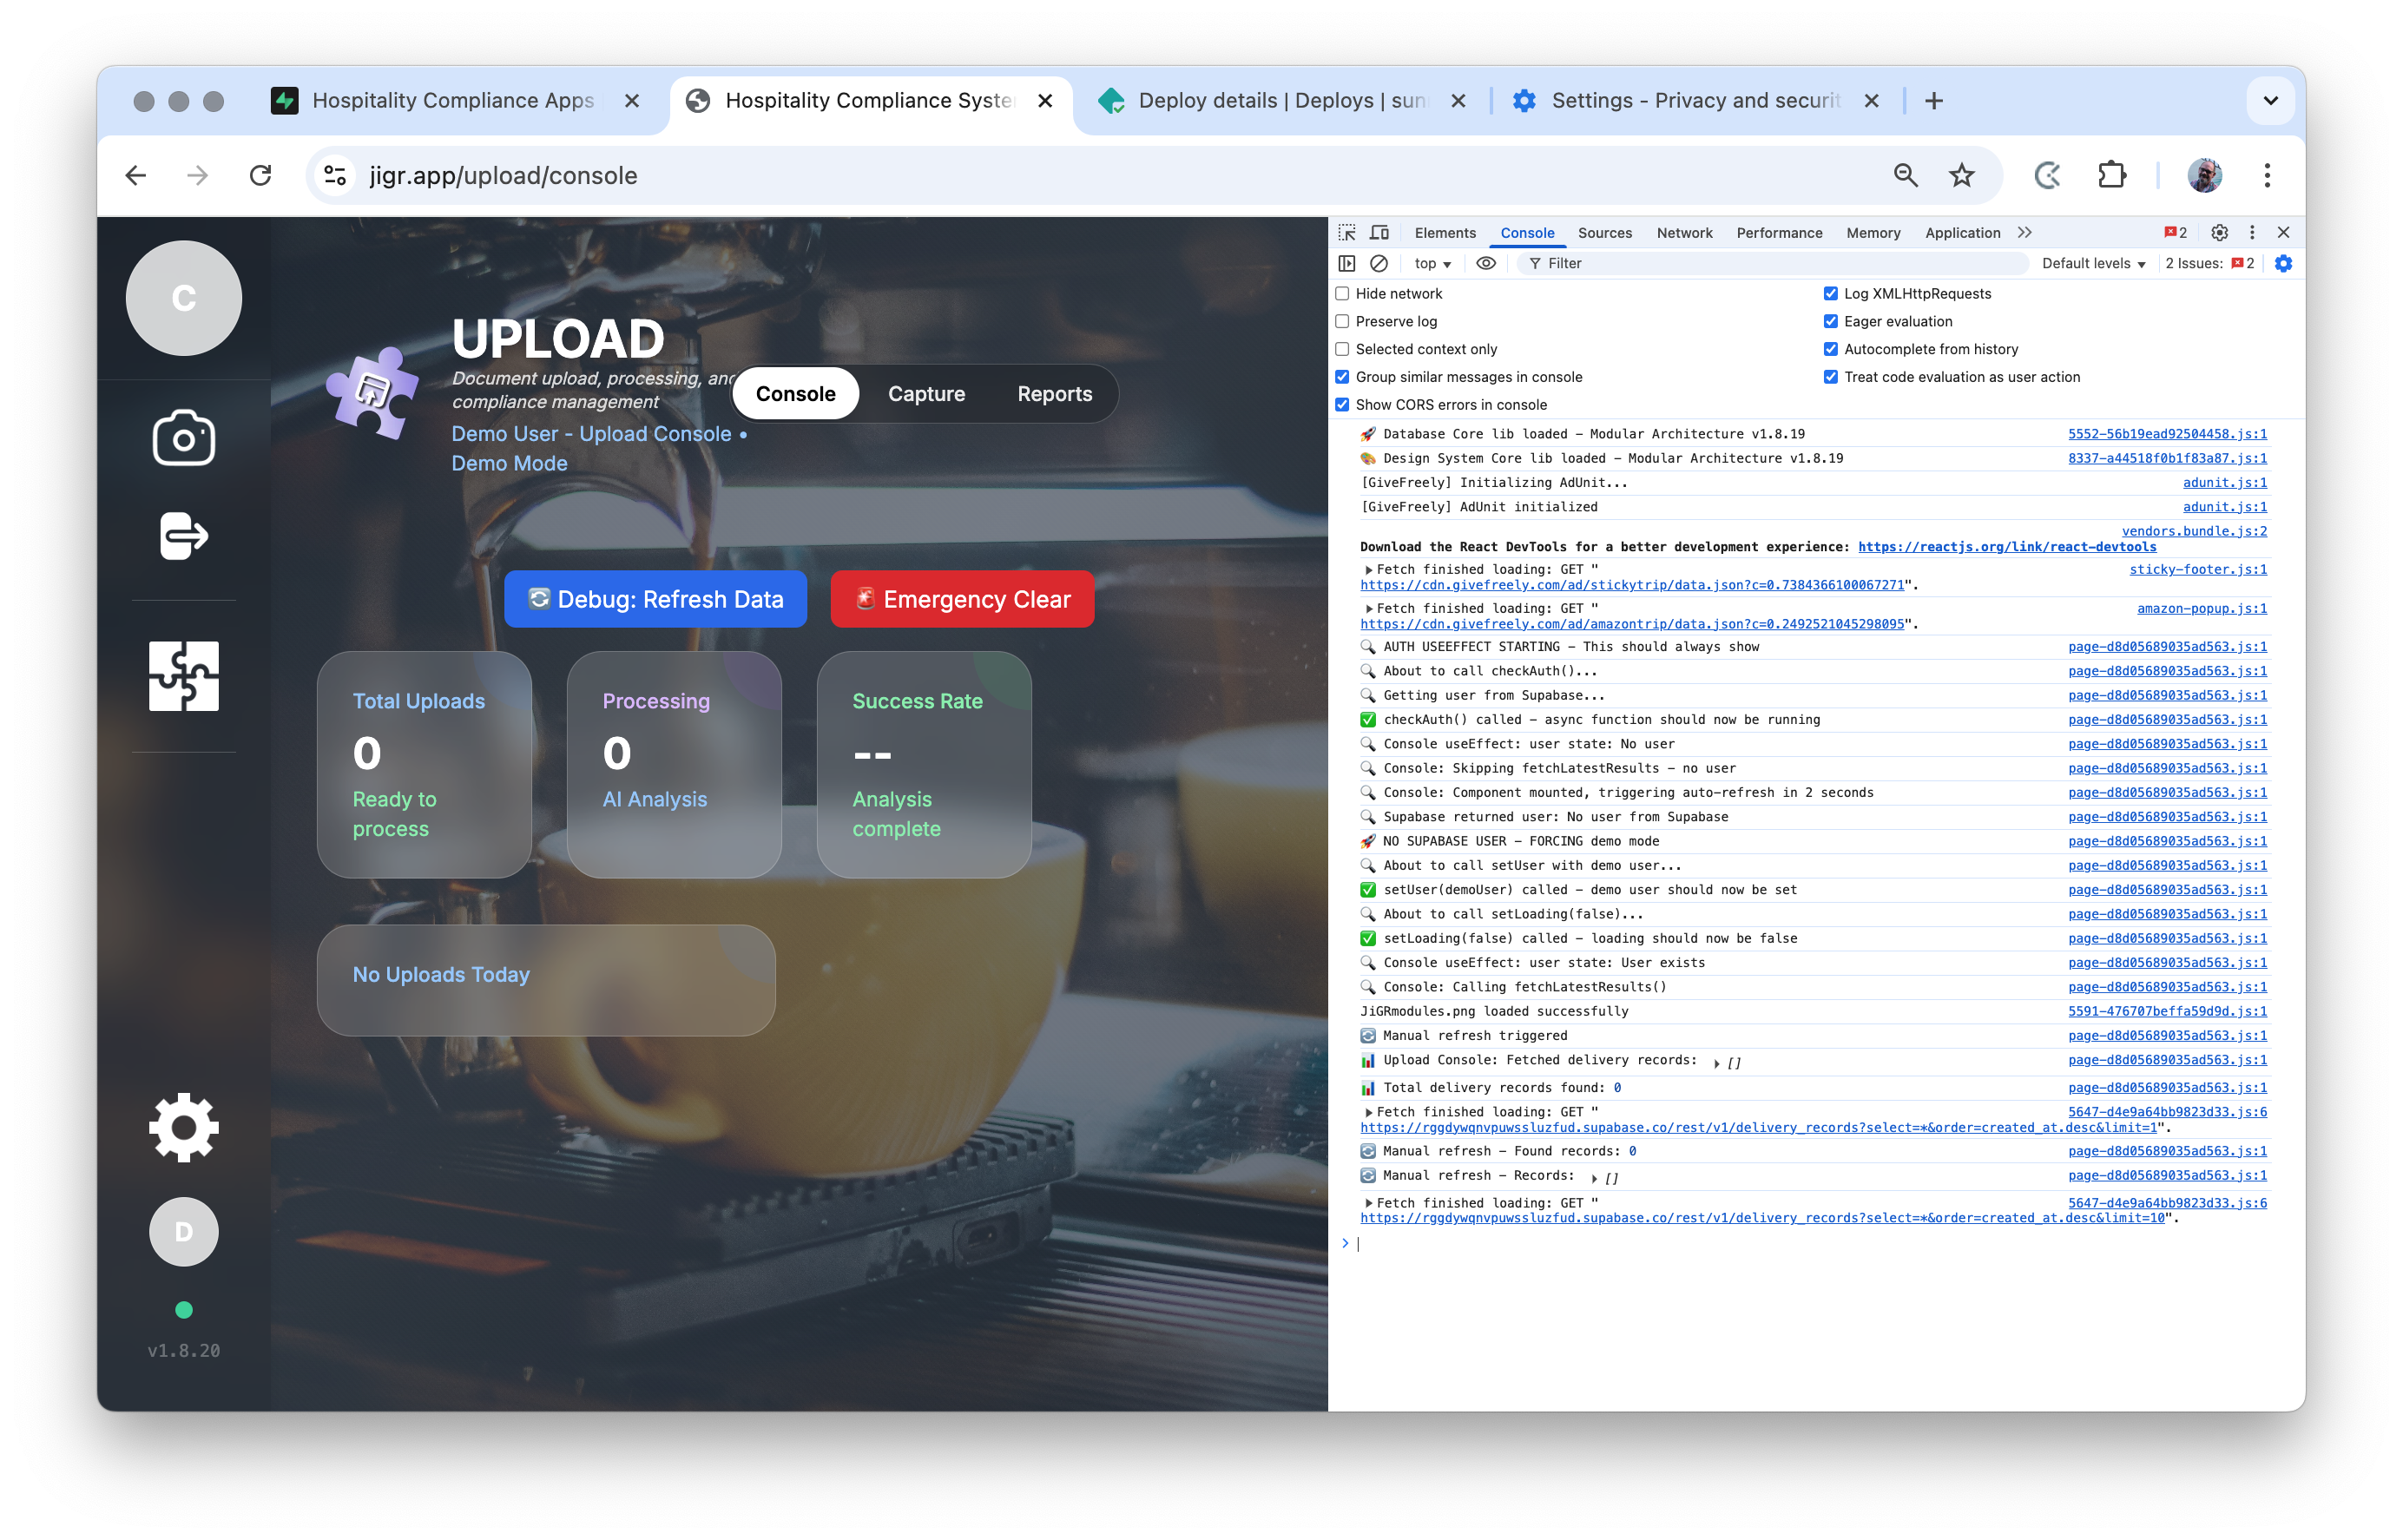 Hospitality Compliance Apps
Hospitality Compliance Syste
Deploy details | Deploys | sun
Settings - Privacy and securit
jigr.app/upload/console
C
UPLOAD
Document upload, processing, and
compliance management
Demo User - Upload Console •
Demo Mode
Console
Capture
Reports
🔄 Debug: Refresh Data
🚨 Emergency Clear
Total Uploads
0
Ready to
process
Processing
0
AI Analysis
Success Rate
--
Analysis
complete
No Uploads Today
D
v1.8.20
Elements Console Sources Network Performance Memory Application 2
top Filter Default levels 2 Issues: 2
Hide network Log XMLHttpRequests
Preserve log Eager evaluation
Selected context only Autocomplete from history
Group similar messages in console Treat code evaluation as user action
Show CORS errors in console
🚀 Database Core lib loaded – Modular Architecture v1.8.19 5552-56b19ead92504458.js:1
🎨 Design System Core lib loaded – Modular Architecture v1.8.19 8337-a44518f0b1f83a87.js:1
[GiveFreely] Initializing AdUnit... adunit.js:1
[GiveFreely] AdUnit initialized adunit.js:1
vendors.bundle.js:2
Download the React DevTools for a better development experience: https://reactjs.org/link/react-devtools
Fetch finished loading: GET " sticky-footer.js:1
https://cdn.givefreely.com/ad/stickytrip/data.json?c=0.7384366100067271".
Fetch finished loading: GET " amazon-popup.js:1
https://cdn.givefreely.com/ad/amazontrip/data.json?c=0.2492521045298095".
🔍 AUTH USEEFFECT STARTING – This should always show page-d8d05689035ad563.js:1
🔍 About to call checkAuth()... page-d8d05689035ad563.js:1
🔍 Getting user from Supabase... page-d8d05689035ad563.js:1
✅ checkAuth() called – async function should now be running page-d8d05689035ad563.js:1
🔍 Console useEffect: user state: No user page-d8d05689035ad563.js:1
🔍 Console: Skipping fetchLatestResults – no user page-d8d05689035ad563.js:1
🔍 Console: Component mounted, triggering auto-refresh in 2 seconds page-d8d05689035ad563.js:1
🔍 Supabase returned user: No user from Supabase page-d8d05689035ad563.js:1
🚀 NO SUPABASE USER – FORCING demo mode page-d8d05689035ad563.js:1
🔍 About to call setUser with demo user... page-d8d05689035ad563.js:1
✅ setUser(demoUser) called – demo user should now be set page-d8d05689035ad563.js:1
🔍 About to call setLoading(false)... page-d8d05689035ad563.js:1
✅ setLoading(false) called – loading should now be false page-d8d05689035ad563.js:1
🔍 Console useEffect: user state: User exists page-d8d05689035ad563.js:1
🔍 Console: Calling fetchLatestResults() page-d8d05689035ad563.js:1
JiGRmodules.png loaded successfully 5591-476707beffa59d9d.js:1
🔄 Manual refresh triggered page-d8d05689035ad563.js:1
📊 Upload Console: Fetched delivery records: [] page-d8d05689035ad563.js:1
📊 Total delivery records found: 0 page-d8d05689035ad563.js:1
Fetch finished loading: GET " 5647-d4e9a64bb9823d33.js:6
https://rggdywqnvpuwssluzfud.supabase.co/rest/v1/delivery_records?select=*&order=created_at.desc&limit=1".
🔄 Manual refresh – Found records: 0 page-d8d05689035ad563.js:1
🔄 Manual refresh – Records: [] page-d8d05689035ad563.js:1
Fetch finished loading: GET " 5647-d4e9a64bb9823d33.js:6
https://rggdywqnvpuwssluzfud.supabase.co/rest/v1/delivery_records?select=*&order=created_at.desc&limit=10".